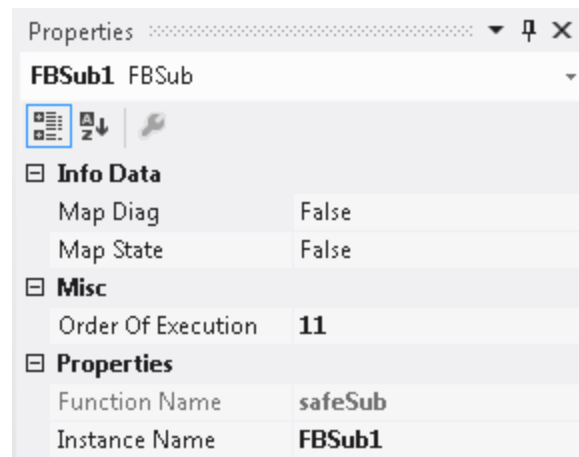 Properties
FBSub1 FBSub
Info Data
Map Diag False
Map State False
Misc
Order Of Execution 11
Properties
Function Name safeSub
Instance Name FBSub1